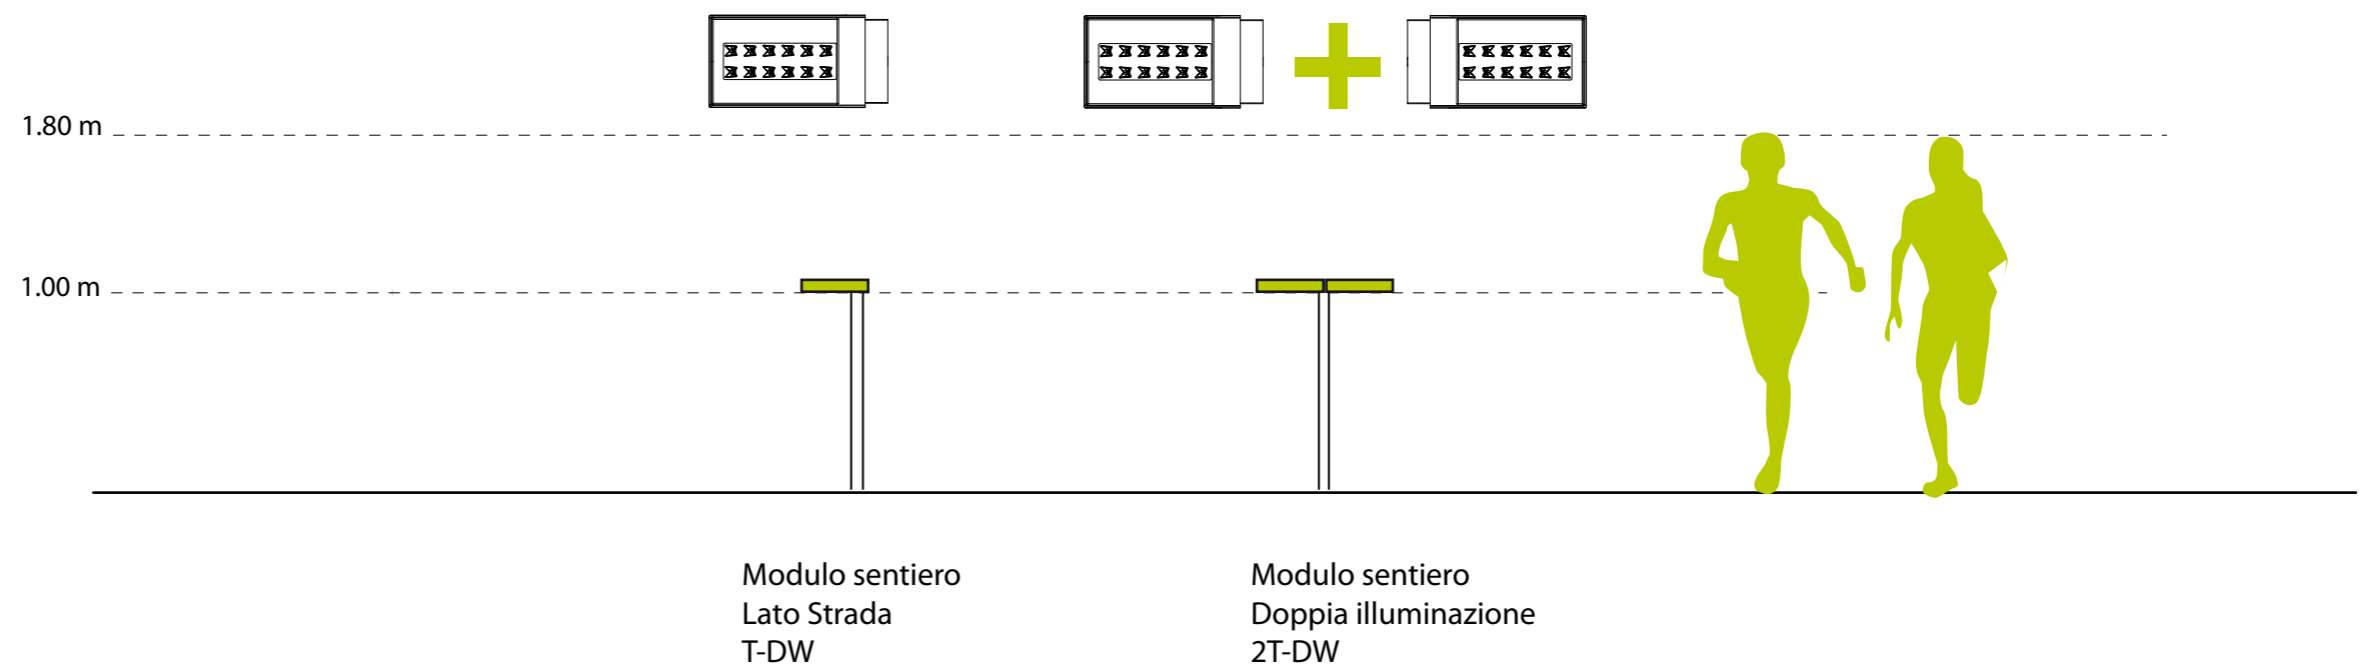 1.80 m
1.00 m
Modulo sentiero
Lato Strada
T-DW
Modulo sentiero
Doppia illuminazione
2T-DW